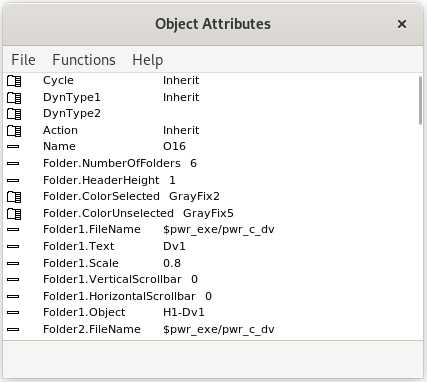 Object Attributes ×
File Functions Help
Cycle Inherit
DynType1 Inherit
DynType2
Action Inherit
Name O16
Folder.NumberOfFolders 6
Folder.HeaderHeight 1
Folder.ColorSelected GrayFix2
Folder.ColorUnselected GrayFix5
Folder1.FileName $pwr_exe/pwr_c_dv
Folder1.Text Dv1
Folder1.Scale 0.8
Folder1.VerticalScrollbar 0
Folder1.HorizontalScrollbar 0
Folder1.Object H1-Dv1
Folder2.FileName $pwr_exe/pwr_c_dv